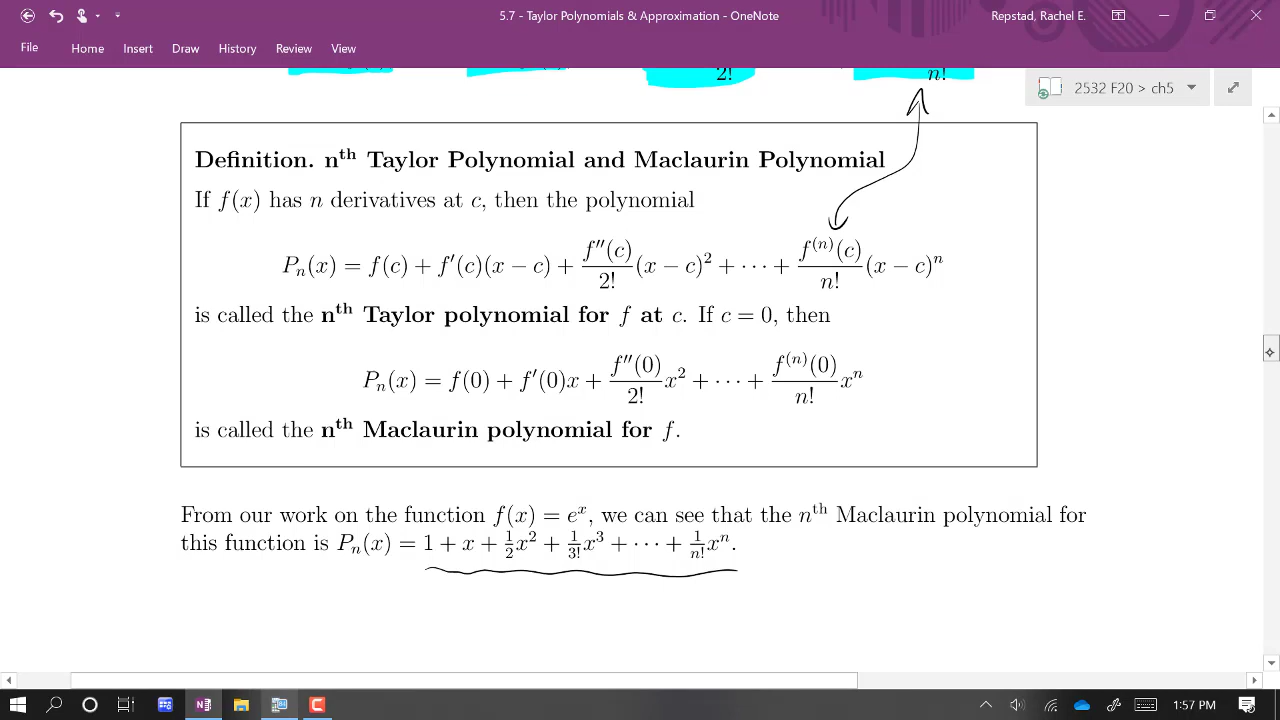 5.7 - Taylor Polynomials & Approximation - OneNote
Repstad, Rachel E.
File Home Insert Draw History Review View
2! n!
2532 F20 > ch5
Definition. nᵗʰ Taylor Polynomial and Maclaurin Polynomial
If f(x) has n derivatives at c, then the polynomial
Pₙ(x) = f(c) + f′(c)(x − c) + f″(c)/2! (x − c)² + ⋯ + f⁽ⁿ⁾(c)/n! (x − c)ⁿ
is called the nᵗʰ Taylor polynomial for f at c. If c = 0, then
Pₙ(x) = f(0) + f′(0)x + f″(0)/2! x² + ⋯ + f⁽ⁿ⁾(0)/n! xⁿ
is called the nᵗʰ Maclaurin polynomial for f.
From our work on the function f(x) = eˣ, we can see that the nᵗʰ Maclaurin polynomial for
this function is Pₙ(x) = 1 + x + 1/2 x² + 1/3! x³ + ⋯ + 1/n! xⁿ.
1:57 PM